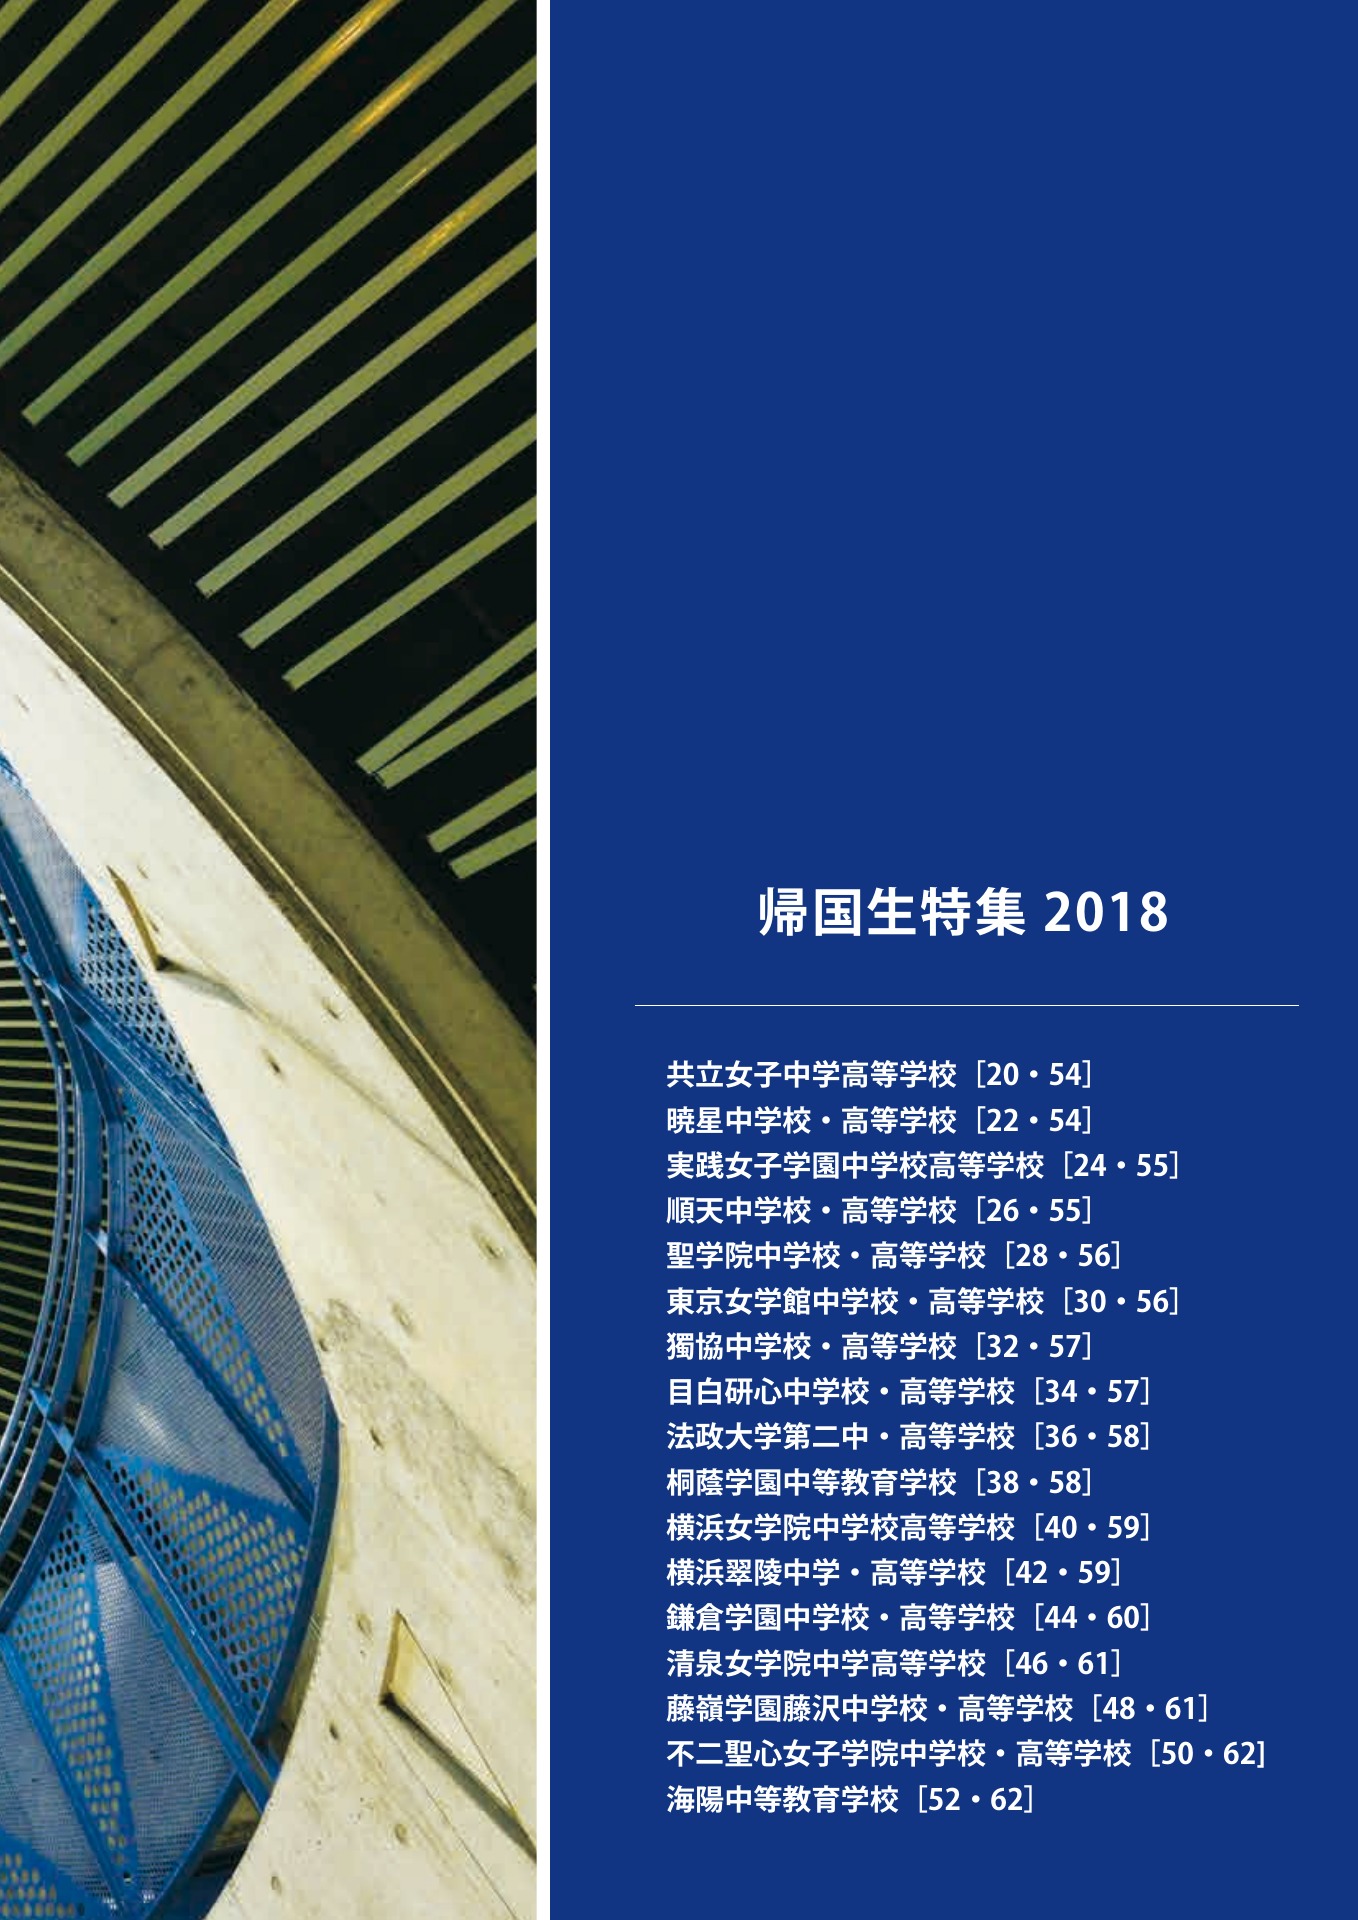 帰国生特集 2018
共立女子中学高等学校［20・54］
暁星中学校・高等学校［22・54］
実践女子学園中学校高等学校［24・55］
順天中学校・高等学校［26・55］
聖学院中学校・高等学校［28・56］
東京女学館中学校・高等学校［30・56］
獨協中学校・高等学校［32・57］
目白研心中学校・高等学校［34・57］
法政大学第二中・高等学校［36・58］
桐蔭学園中等教育学校［38・58］
横浜女学院中学校高等学校［40・59］
横浜翠陵中学・高等学校［42・59］
鎌倉学園中学校・高等学校［44・60］
清泉女学院中学高等学校［46・61］
藤嶺学園藤沢中学校・高等学校［48・61］
不二聖心女子学院中学校・高等学校［50・62]
海陽中等教育学校［52・62］